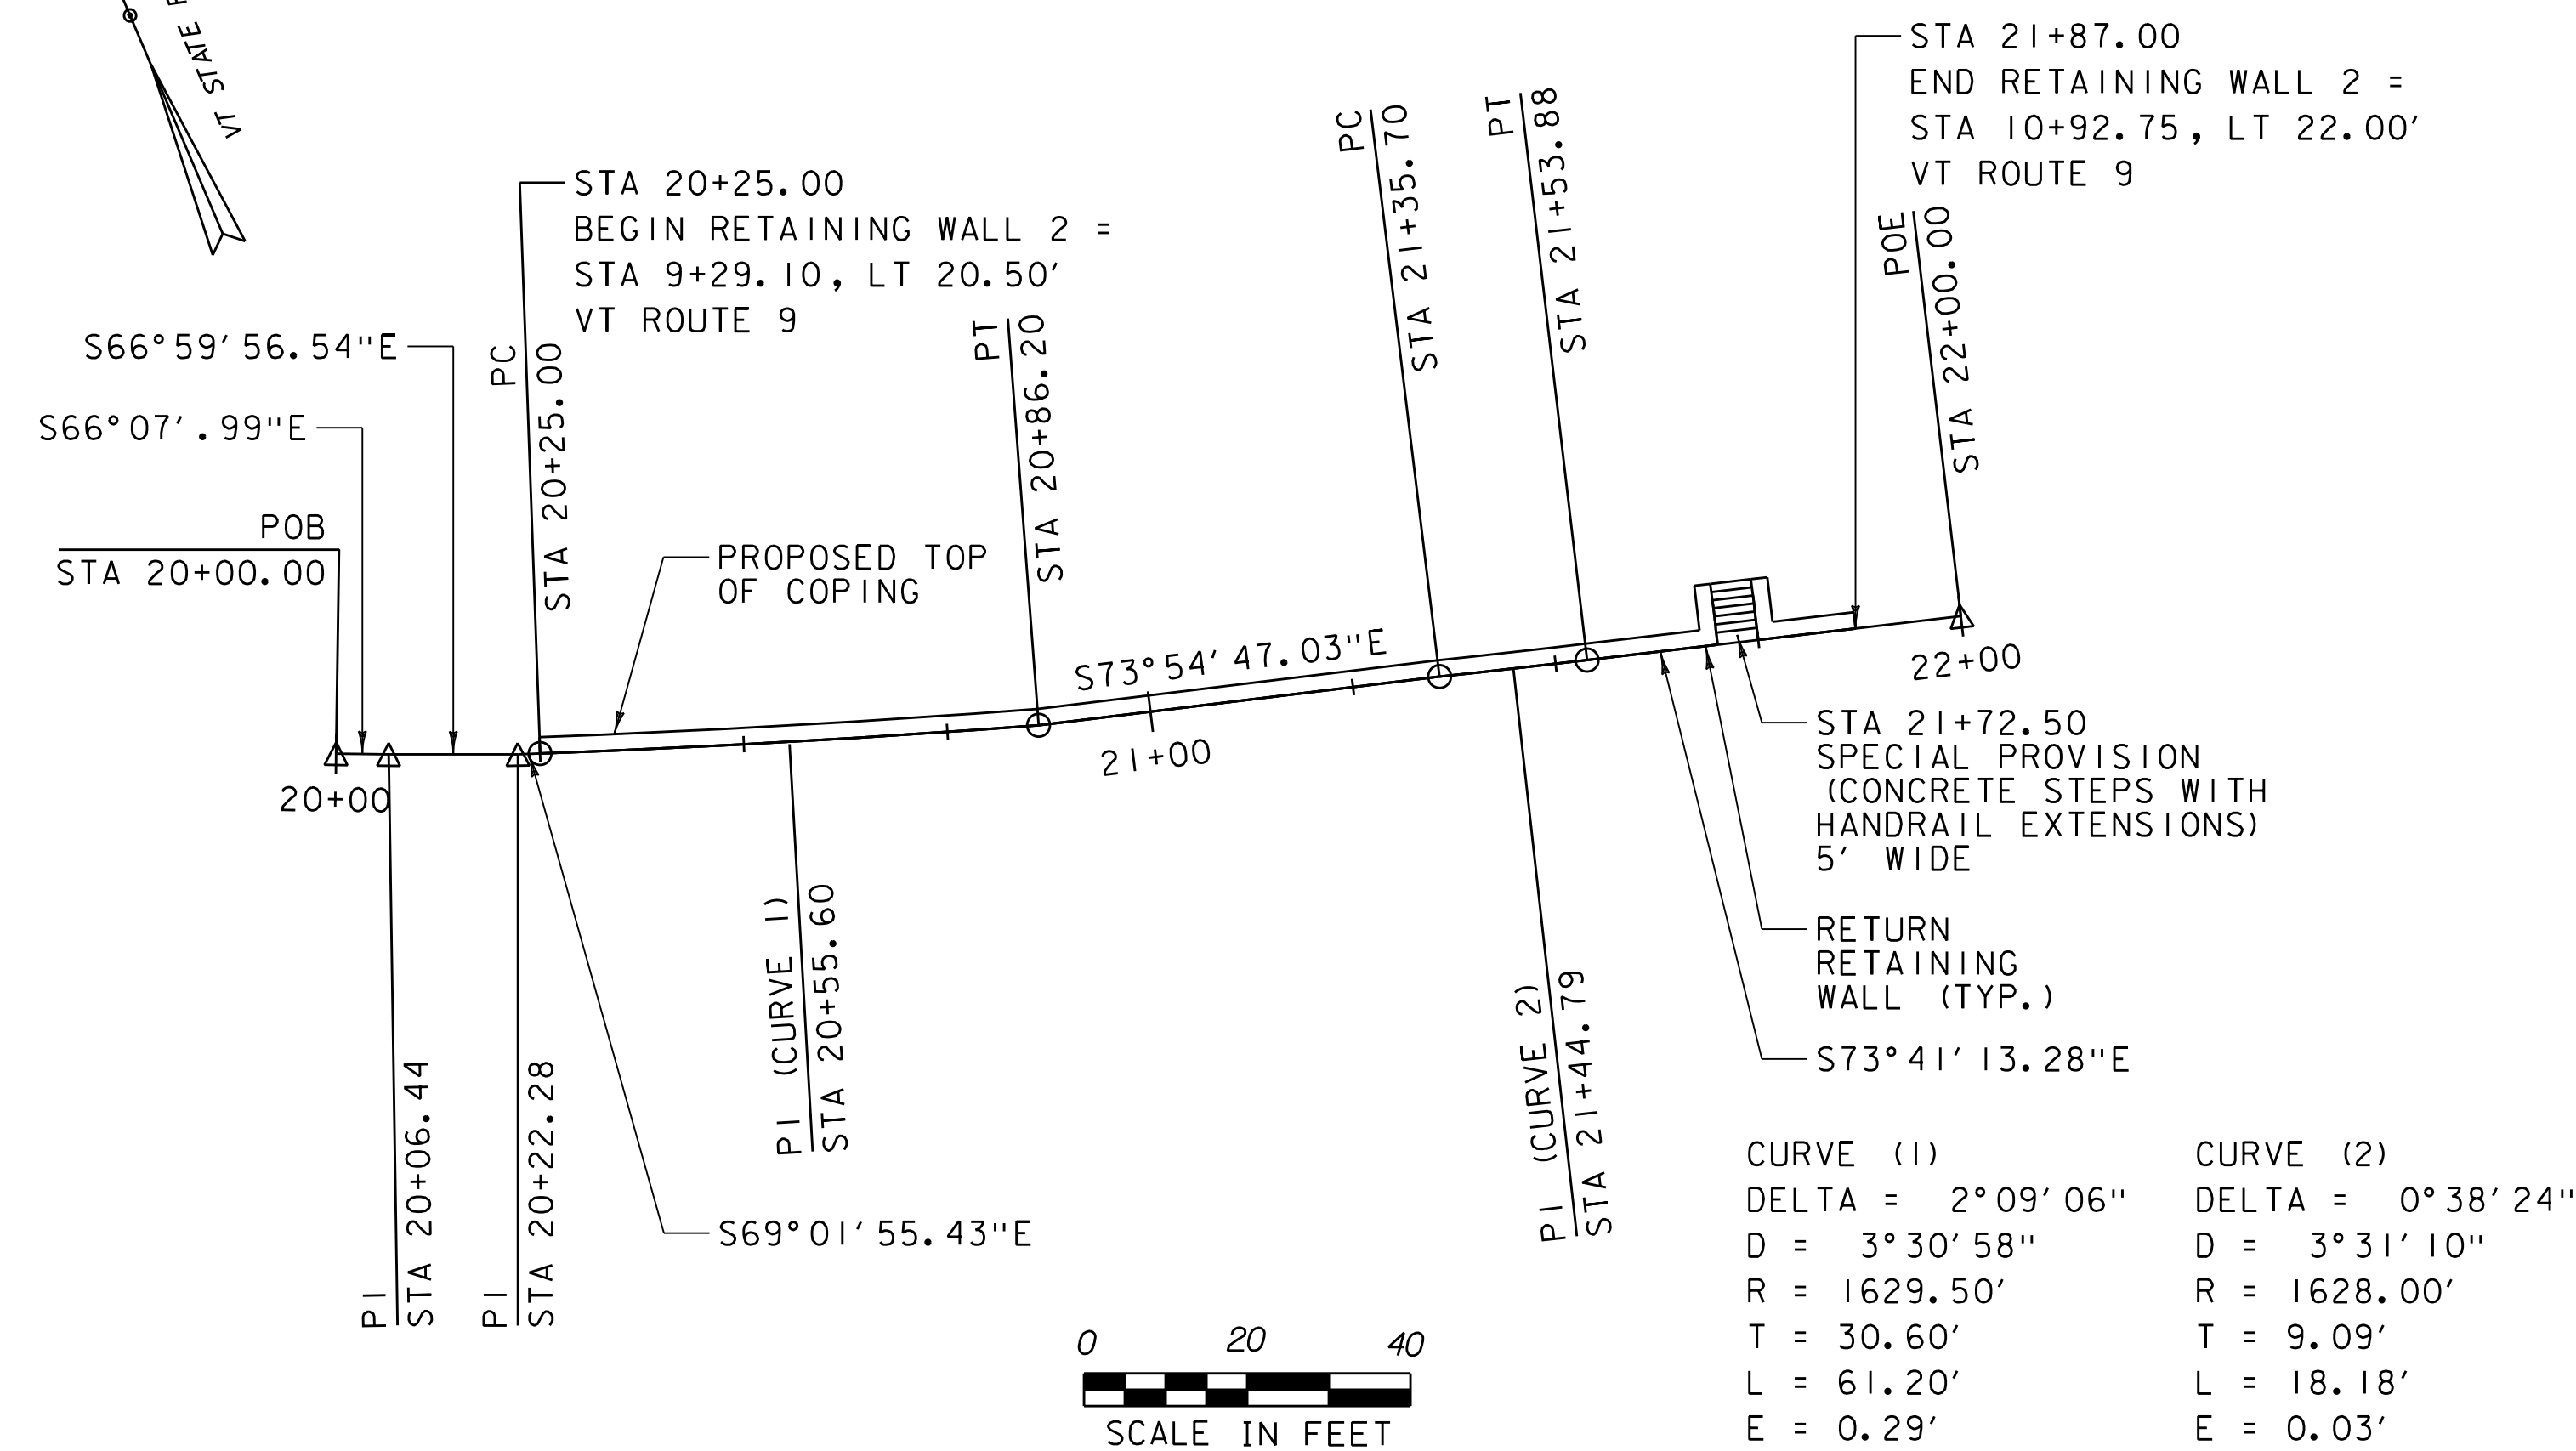 VT STATE
STA 21+87.00
END RETAINING WALL 2 =
STA 10+92.75, LT 22.00'
VT ROUTE 9
STA 20+25.00
BEGIN RETAINING WALL 2 =
STA 9+29.10, LT 20.50'
VT ROUTE 9
PC
STA 21+35.70
PT
STA 21+53.88
POE
STA 22+00.00
PC
STA 20+25.00
PT
STA 20+86.20
S66°59'56.54"E
S66°07'.99"E
POB
STA 20+00.00
PROPOSED TOP
OF COPING
S73°54'47.03"E
20+00
21+00
22+00
STA 21+72.50
SPECIAL PROVISION
(CONCRETE STEPS WITH
HANDRAIL EXTENSIONS)
5' WIDE
RETURN
RETAINING
WALL (TYP.)
S73°41'13.28"E
PI (CURVE 1)
STA 20+55.60
PI (CURVE 2)
STA 21+44.79
PI
STA 20+06.44
PI
STA 20+22.28
S69°01'55.43"E
CURVE (1)
DELTA = 2°09'06"
D = 3°30'58"
R = 1629.50'
T = 30.60'
L = 61.20'
E = 0.29'
CURVE (2)
DELTA = 0°38'24"
D = 3°31'10"
R = 1628.00'
T = 9.09'
L = 18.18'
E = 0.03'
0 20 40
SCALE IN FEET